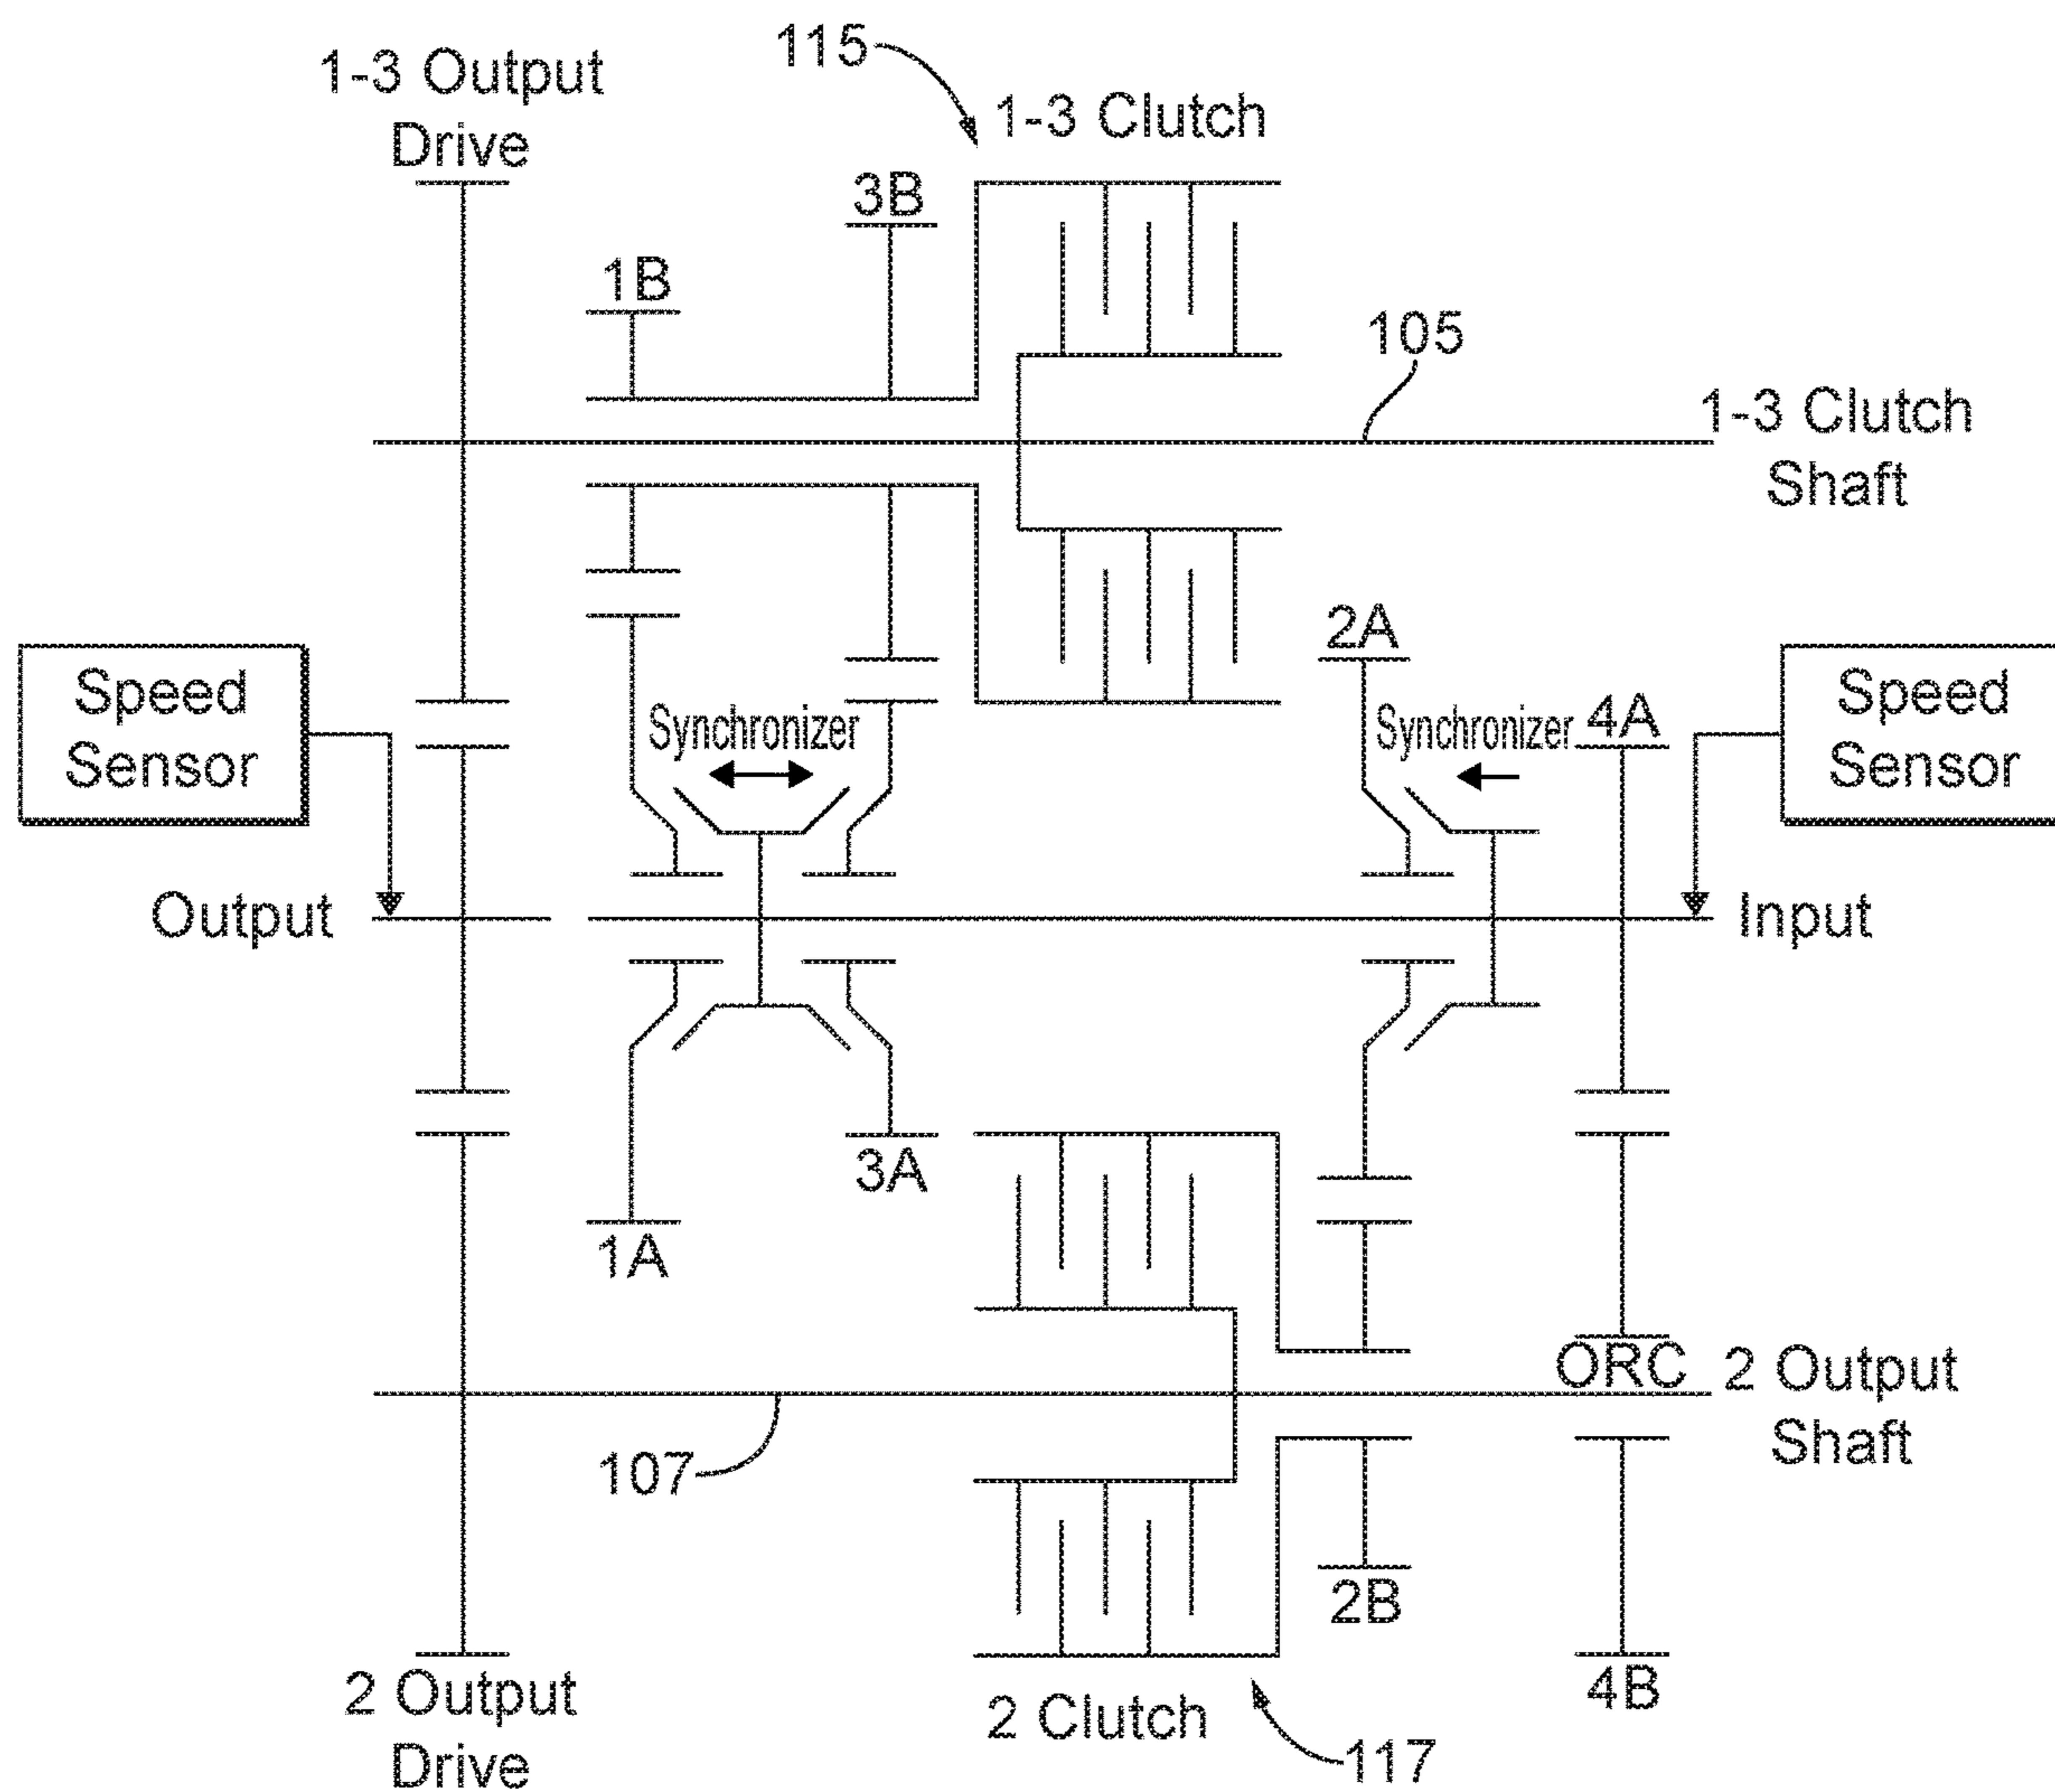 115
1-3 Output
Drive
1-3 Clutch
3B
1B
105
1-3 Clutch
Shaft
Speed
Sensor
Synchronizer
2A
Synchronizer
4A
Speed
Sensor
Output
Input
3A
1A
ORC
2 Output
Shaft
107
2B
4B
2 Output
Drive
2 Clutch
117